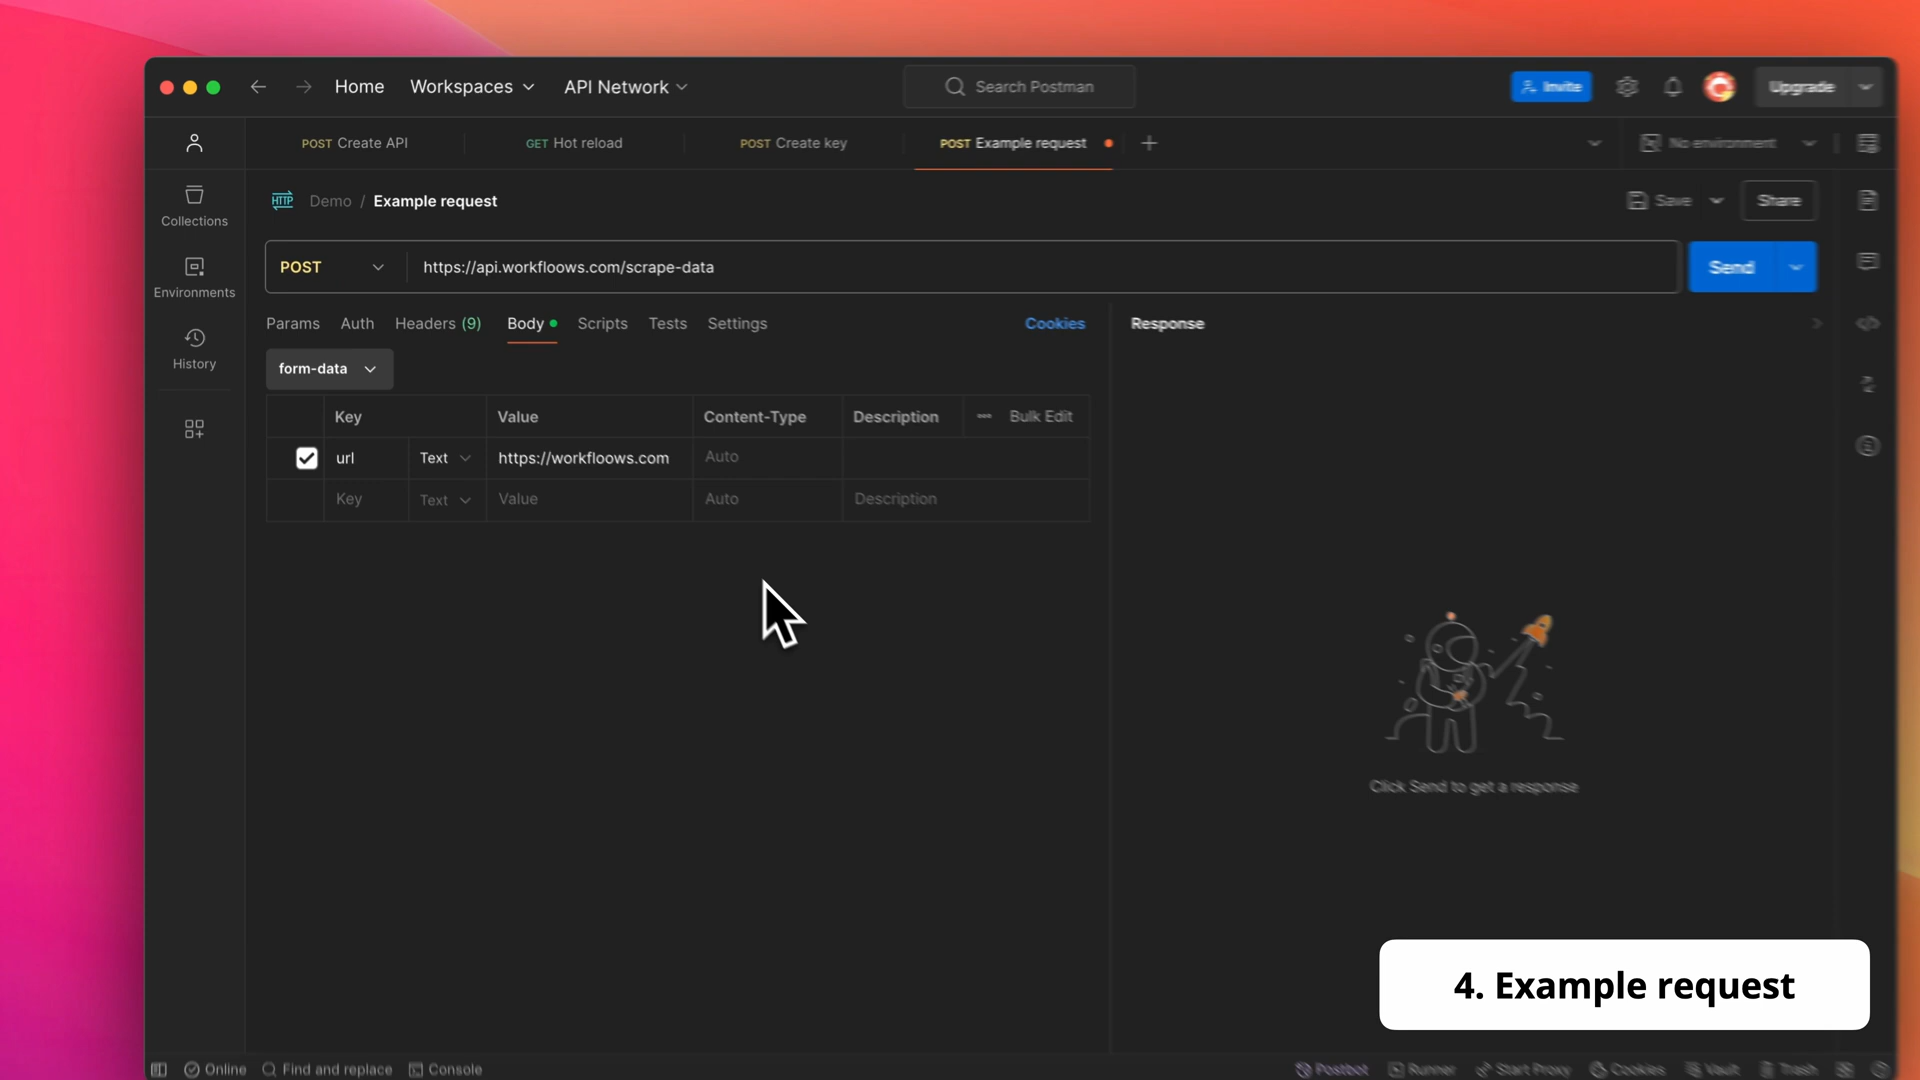 Home Workspaces API Network Search Postman Invite Upgrade
POST Create API GET Hot reload POST Create key POST Example request No environment
HTTP Demo / Example request Save Share
Collections
POST https://api.workfloows.com/scrape-data Send
Environments
Params Auth Headers (9) Body Scripts Tests Settings Cookies Response
History
form-data
Key Value Content-Type Description Bulk Edit
url Text https://workfloows.com Auto
Key Text Value Auto Description
Click Send to get a response
4. Example request
Online Find and replace Console Postbot Runner Start Proxy Cookies Vault Trash